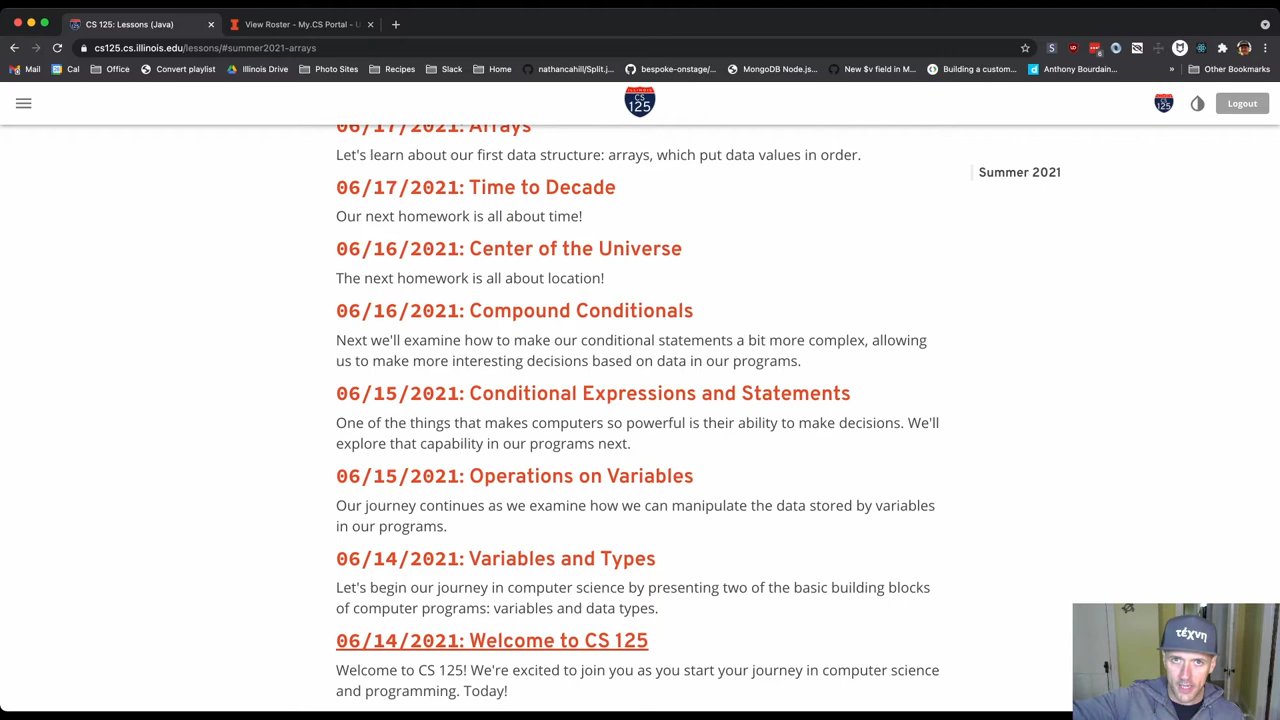 CS 125: Lessons (Java)
View Roster - My.CS Portal - U
cs125.cs.illinois.edu/lessons/#summer2021-arrays
Mail Cal Office Convert playlist Illinois Drive Photo Sites Recipes Slack Home nathancahill/Split.j... bespoke-onstage/... MongoDB Node.js... New $v field in M... Building a custom... Anthony Bourdain... » Other Bookmarks
ILLINOIS
CS
125
Logout
06/17/2021: Arrays
Let's learn about our first data structure: arrays, which put data values in order.
Summer 2021
06/17/2021: Time to Decade
Our next homework is all about time!
06/16/2021: Center of the Universe
The next homework is all about location!
06/16/2021: Compound Conditionals
Next we'll examine how to make our conditional statements a bit more complex, allowing
us to make more interesting decisions based on data in our programs.
06/15/2021: Conditional Expressions and Statements
One of the things that makes computers so powerful is their ability to make decisions. We'll
explore that capability in our programs next.
06/15/2021: Operations on Variables
Our journey continues as we examine how we can manipulate the data stored by variables
in our programs.
06/14/2021: Variables and Types
Let's begin our journey in computer science by presenting two of the basic building blocks
of computer programs: variables and data types.
06/14/2021: Welcome to CS 125
Welcome to CS 125! We're excited to join you as you start your journey in computer science
and programming. Today!
τέχνη